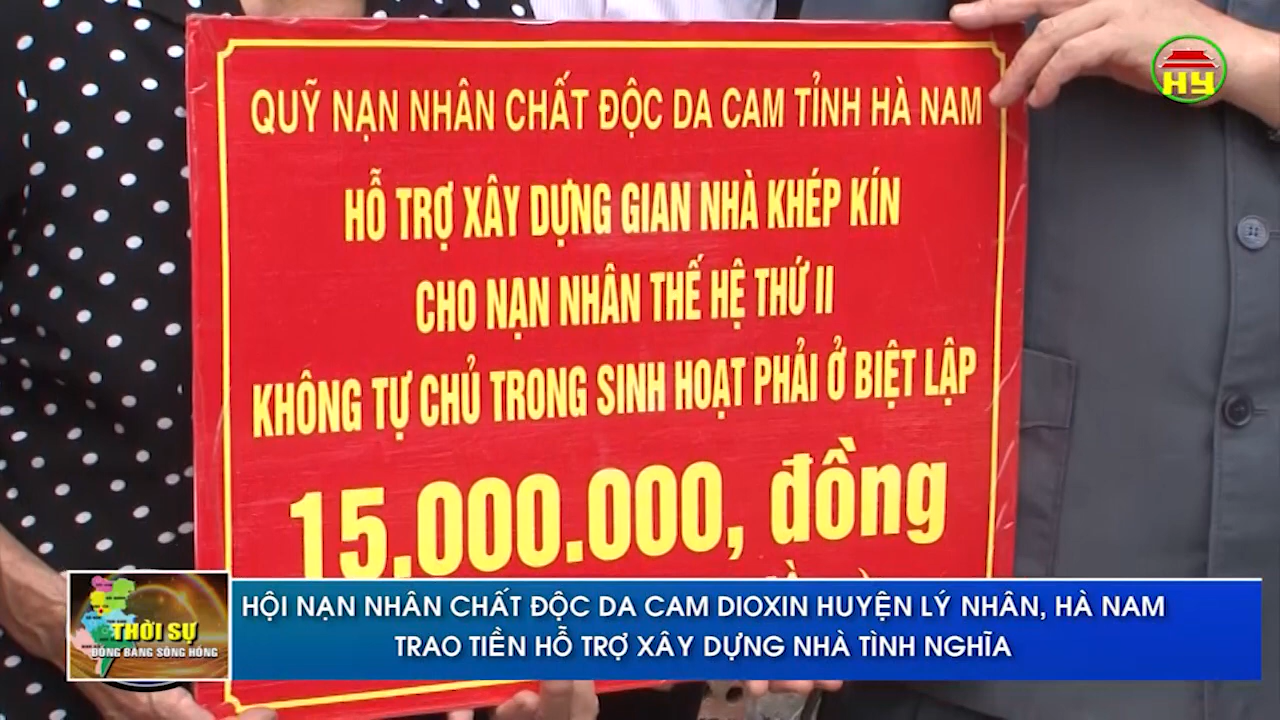 HY
QUỸ NẠN NHÂN CHẤT ĐỘC DA CAM TỈNH HÀ NAM
HỖ TRỢ XÂY DỰNG GIAN NHÀ KHÉP KÍN
CHO NẠN NHÂN THẾ HỆ THỨ II
KHÔNG TỰ CHỦ TRONG SINH HOẠT PHẢI Ở BIỆT LẬP
15.000.000, đồng
HỘI NẠN NHÂN CHẤT ĐỘC DA CAM DIOXIN HUYỆN LÝ NHÂN, HÀ NAM
TRAO TIỀN HỖ TRỢ XÂY DỰNG NHÀ TÌNH NGHĨA
THỜI SỰ
ĐỒNG BẰNG SÔNG HỒNG